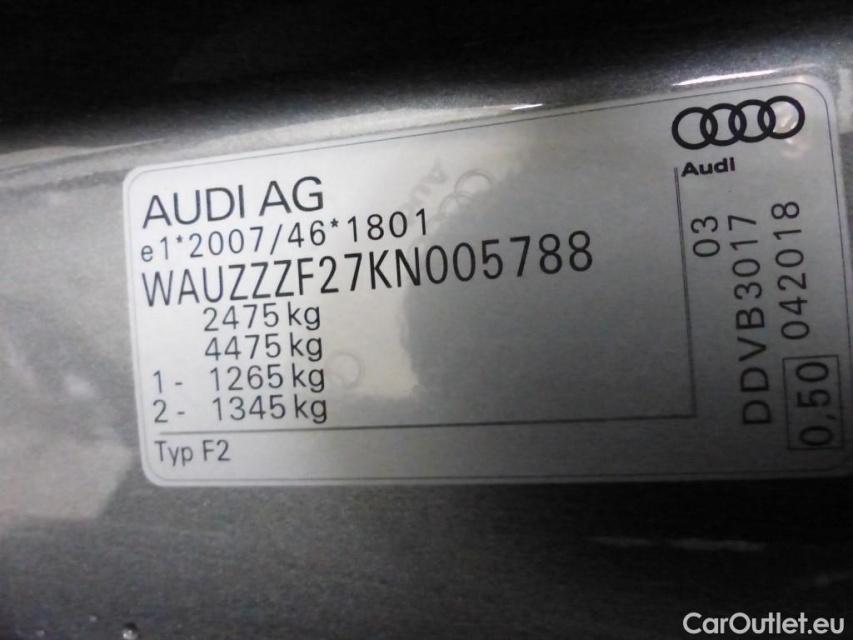 Audi
AUDI AG
e1*2007/46*1801
WAUZZZF27KN005788
2475 kg
4475 kg
1 - 1265 kg
2 - 1345 kg
Typ F2
03
DDVB3017
0,50 042018
CarOutlet.eu